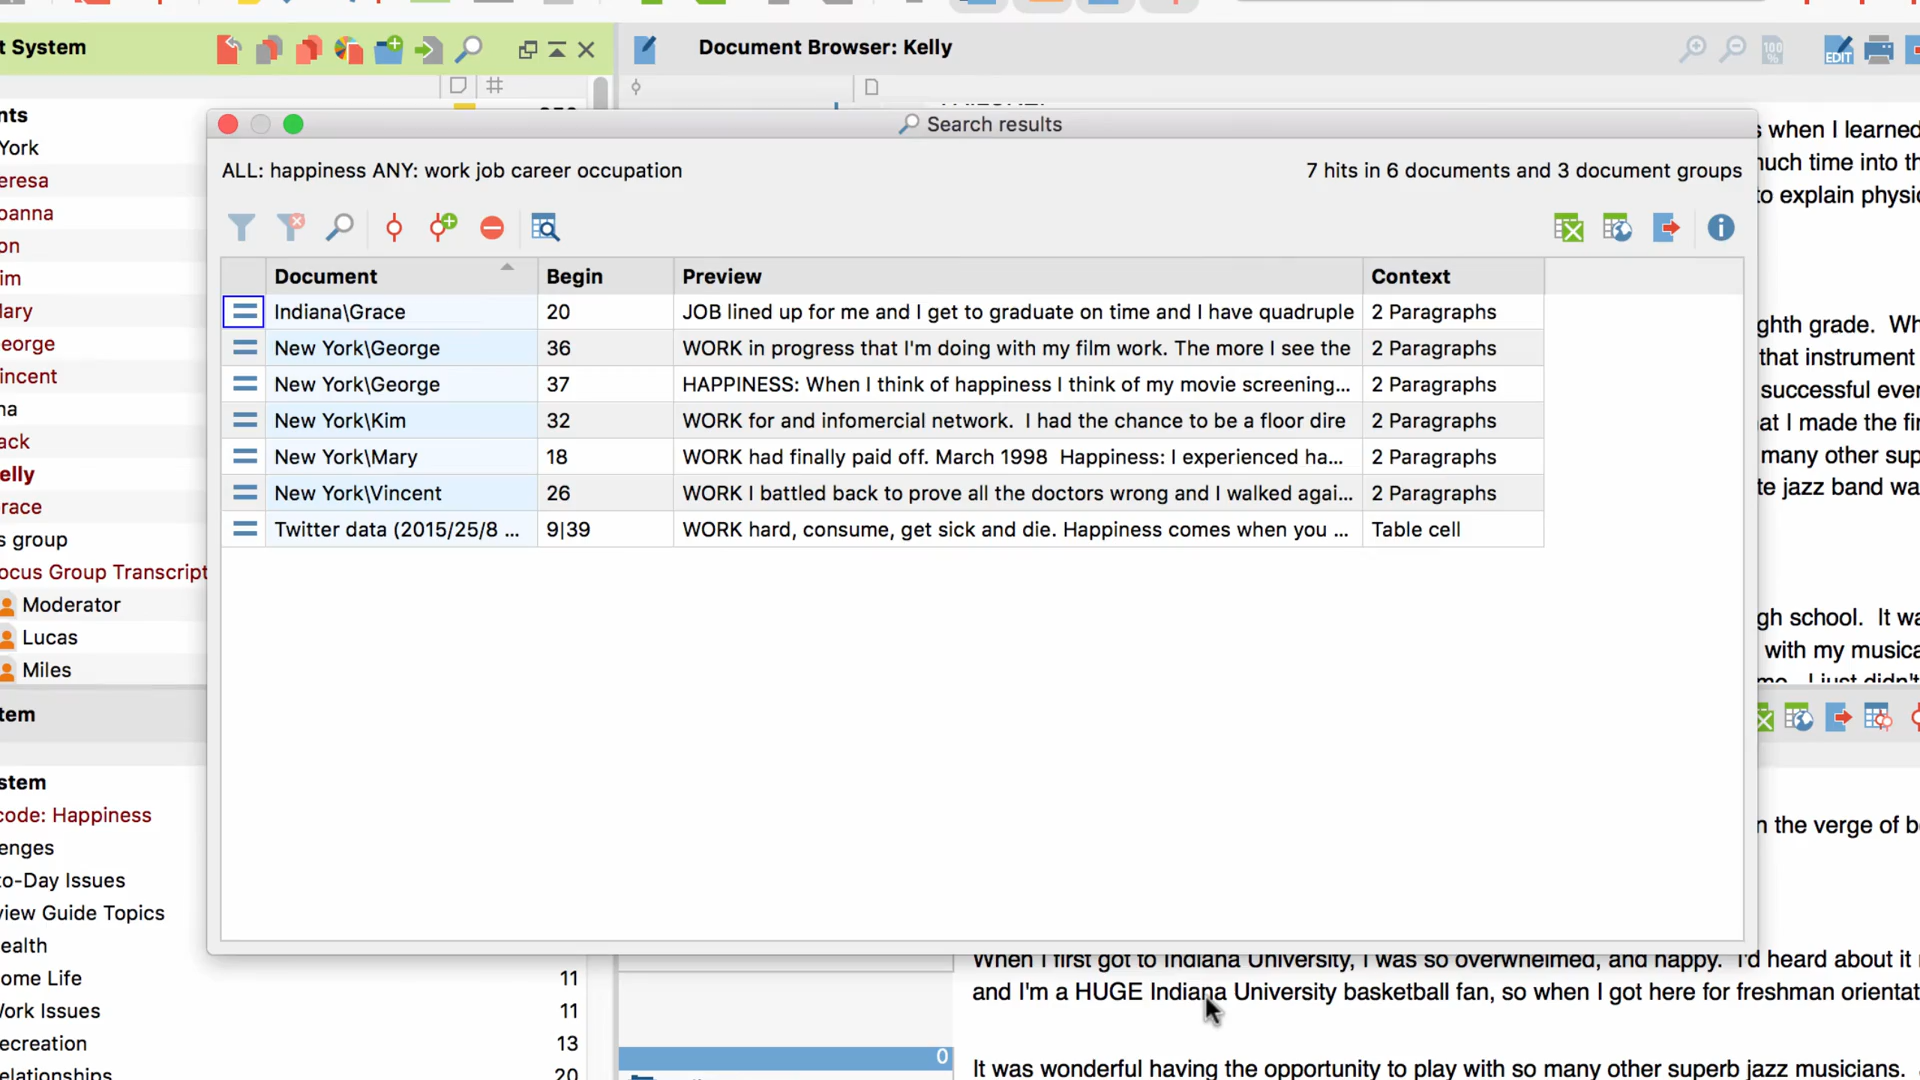 t System
Document Browser: Kelly
100 %
EDIT
#
nts
York
eresa
oanna
on
im
lary
eorge
incent
na
ack
elly
race
s group
ocus Group Transcript
Moderator
Lucas
Miles
tem
stem
code: Happiness
enges
to-Day Issues
view Guide Topics
ealth
ome Life 11
Work Issues 11
ecreation 13
elationships 20
Search results
ALL: happiness ANY: work job career occupation
7 hits in 6 documents and 3 document groups
Document Begin Preview Context
Indiana\Grace 20 JOB lined up for me and I get to graduate on time and I have quadruple 2 Paragraphs
New York\George 36 WORK in progress that I'm doing with my film work. The more I see the 2 Paragraphs
New York\George 37 HAPPINESS: When I think of happiness I think of my movie screening... 2 Paragraphs
New York\Kim 32 WORK for and infomercial network. I had the chance to be a floor dire 2 Paragraphs
New York\Mary 18 WORK had finally paid off. March 1998 Happiness: I experienced ha... 2 Paragraphs
New York\Vincent 26 WORK I battled back to prove all the doctors wrong and I walked agai... 2 Paragraphs
Twitter data (2015/25/8 ... 9|39 WORK hard, consume, get sick and die. Happiness comes when you ... Table cell
s when I learned
much time into th
to explain physic
ghth grade. Wh
that instrument
successful ever
at I made the fir
many other sup
te jazz band wa
gh school. It wa
with my musica
me. I just didn't
n the verge of b
When I first got to Indiana University, I was so overwhelmed, and happy. I'd heard about it
and I'm a HUGE Indiana University basketball fan, so when I got here for freshman orientat
0
It was wonderful having the opportunity to play with so many other superb jazz musicians.